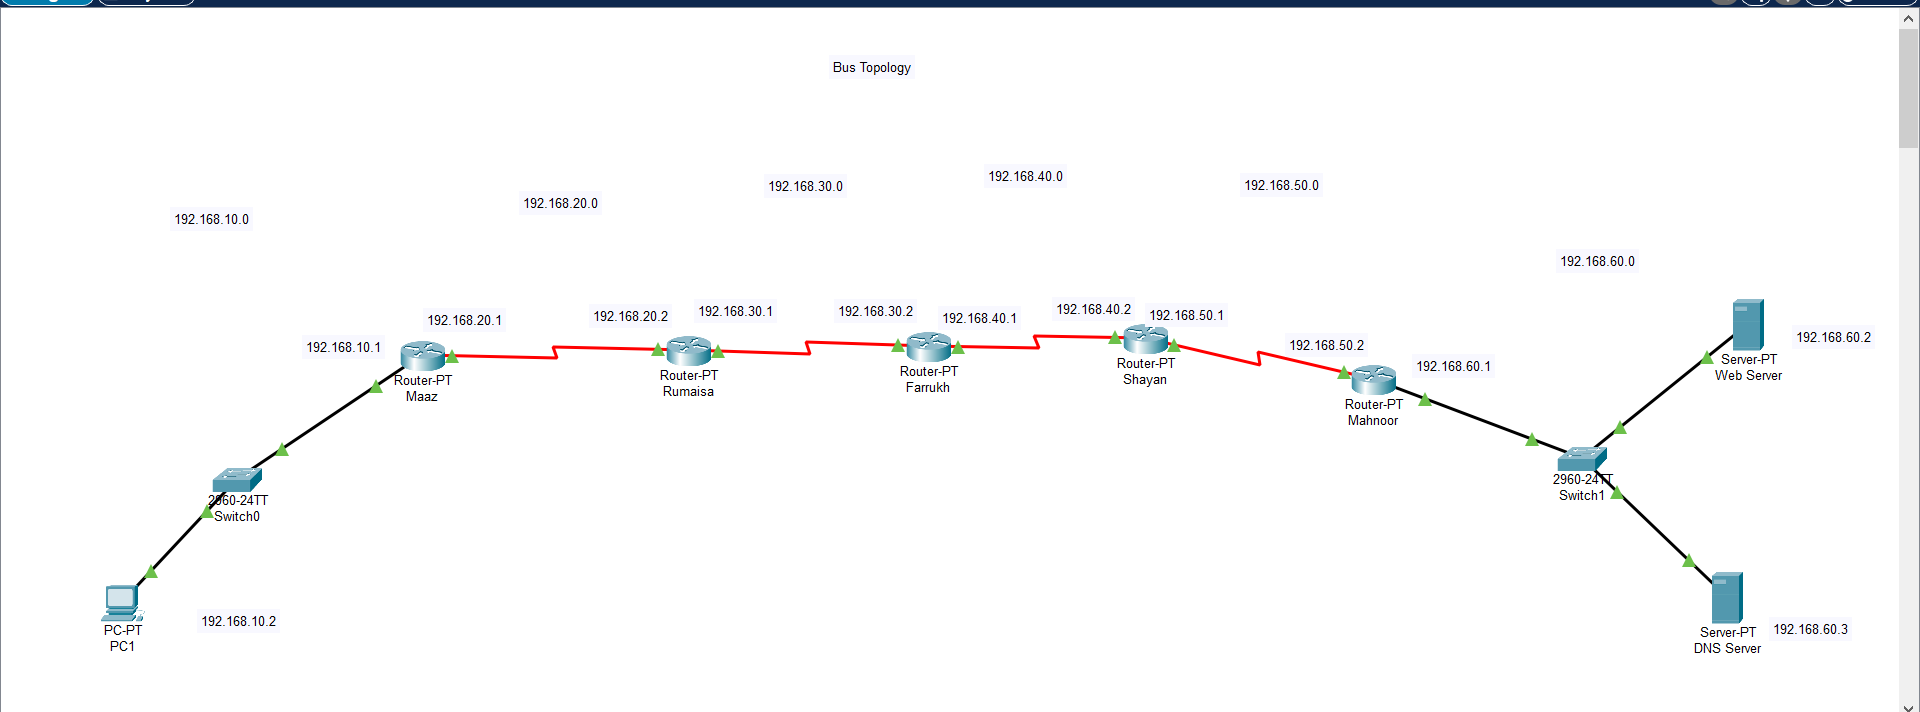 Bus Topology
192.168.10.0
192.168.20.0
192.168.30.0
192.168.40.0
192.168.50.0
192.168.60.0
192.168.10.1
192.168.20.1
192.168.20.2
192.168.30.1
192.168.30.2
192.168.40.1
192.168.40.2
192.168.50.1
192.168.50.2
192.168.60.1
192.168.60.2
Router-PT
Maaz
Router-PT
Rumaisa
Router-PT
Farrukh
Router-PT
Shayan
Router-PT
Mahnoor
Server-PT
Web Server
2960-24TT
Switch0
2960-24TT
Switch1
PC-PT
PC1
192.168.10.2
Server-PT
DNS Server
192.168.60.3